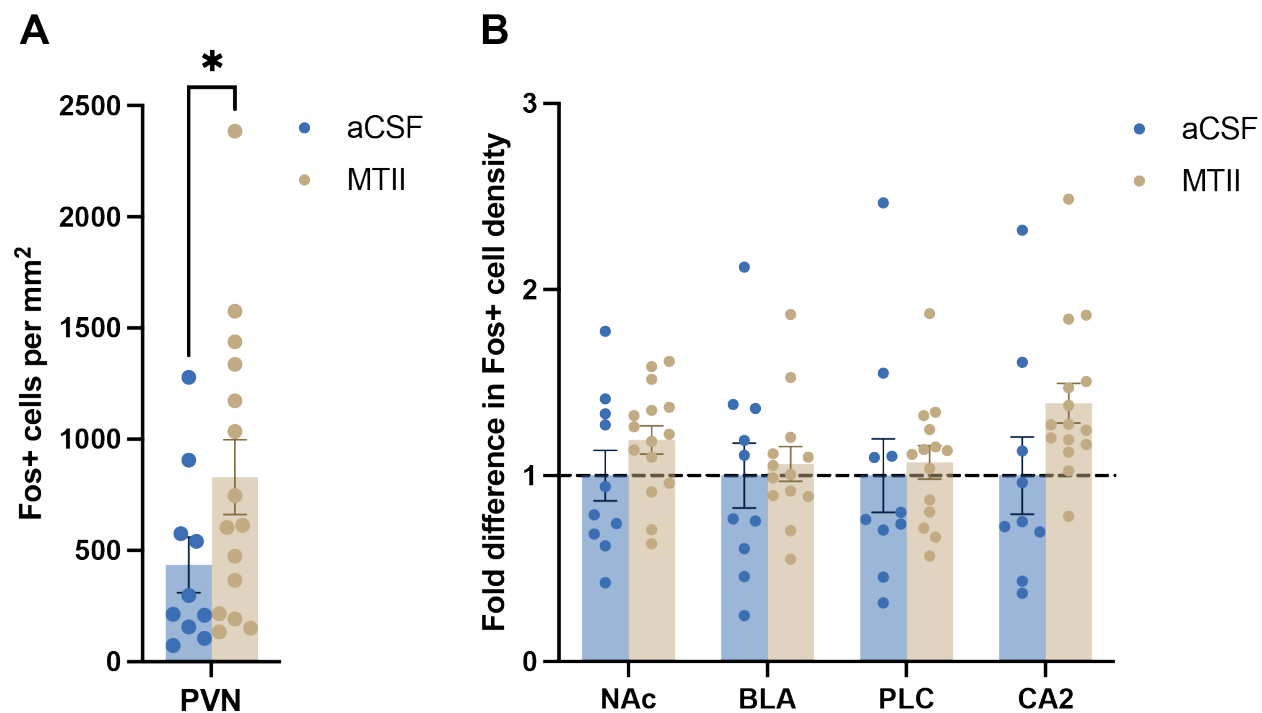 A
*
Fos+ cells per mm²
2500
2000
1500
1000
500
0
PVN
aCSF
MTII
B
Fold difference in Fos+ cell density
3
2
1
0
NAc BLA PLC CA2
aCSF
MTII